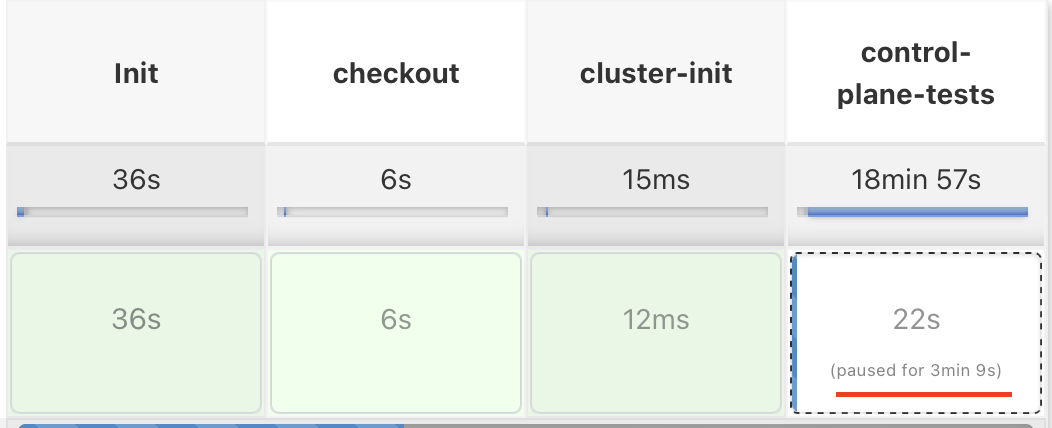 Init
checkout
cluster-init
control-
plane-tests
36s
6s
15ms
18min 57s
36s
6s
12ms
22s
(paused for 3min 9s)